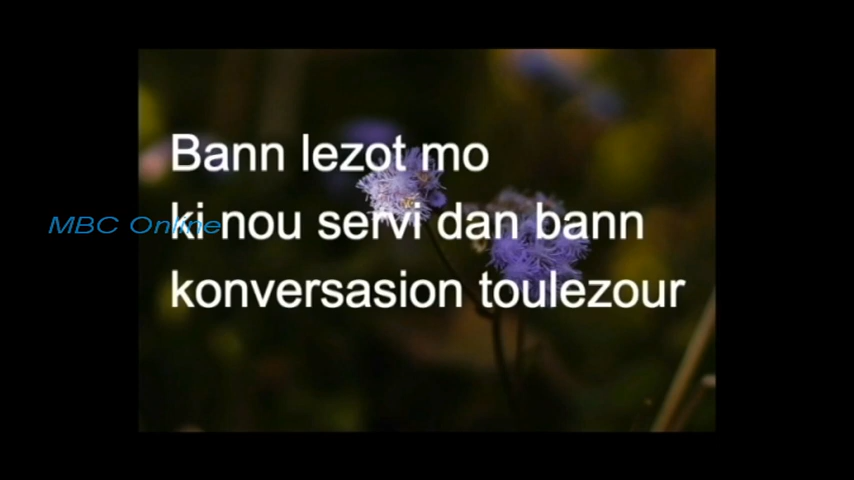 Bann lezot mo
MBC Online
ki nou servi dan bann
konversasion toulezour